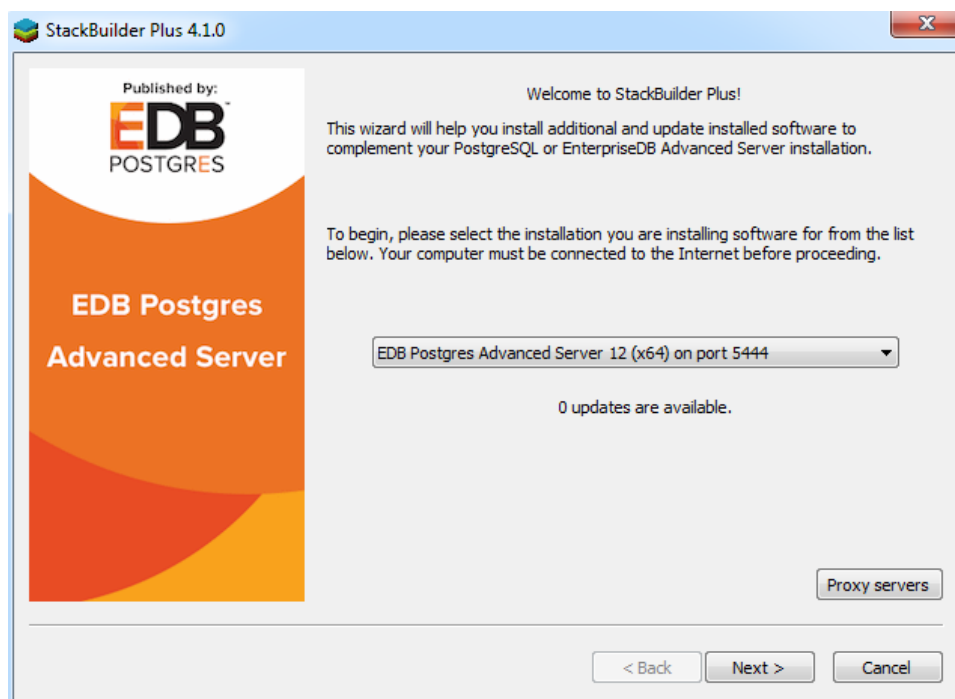 StackBuilder Plus 4.1.0
Published by:
EDB™
POSTGRES
EDB Postgres
Advanced Server
Welcome to StackBuilder Plus!
This wizard will help you install additional and update installed software to
complement your PostgreSQL or EnterpriseDB Advanced Server installation.
To begin, please select the installation you are installing software for from the list
below. Your computer must be connected to the Internet before proceeding.
EDB Postgres Advanced Server 12 (x64) on port 5444
0 updates are available.
Proxy servers
< Back
Next >
Cancel